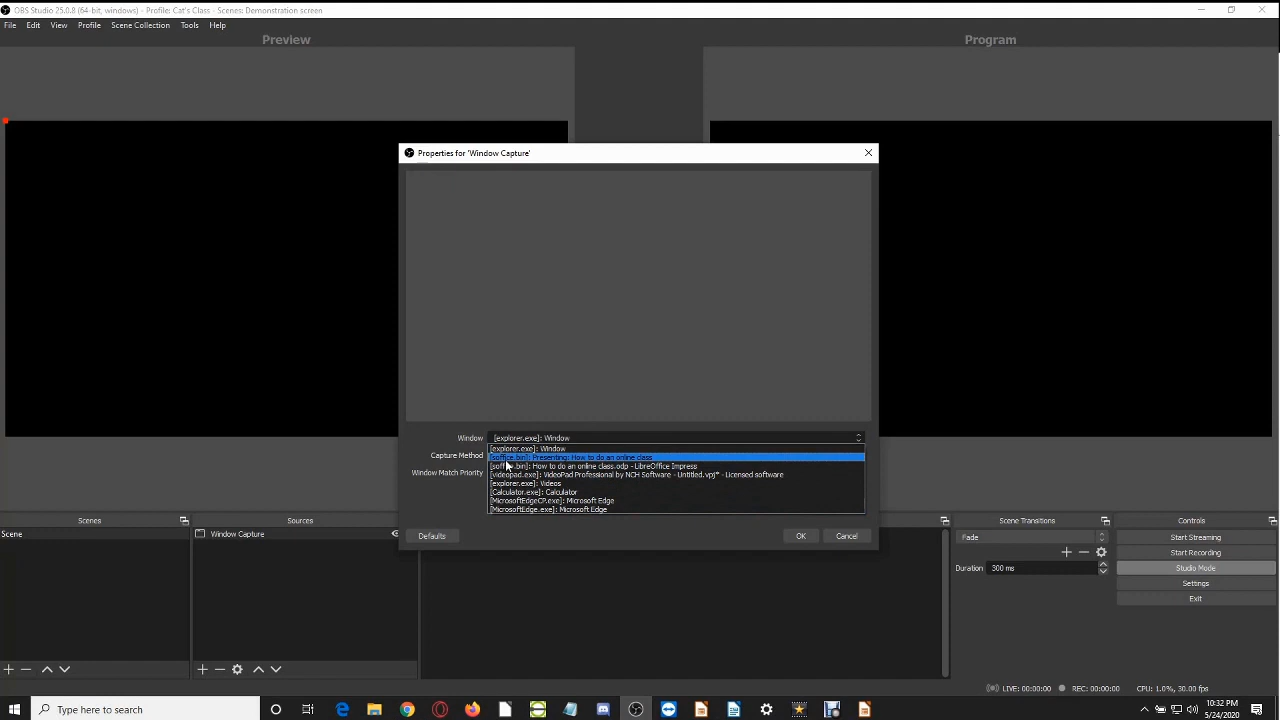 OBS Studio 25.0.8 (64-bit, windows) - Profile: Cat's Class - Scenes: Demonstration screen
File Edit View Profile Scene Collection Tools Help
Preview
Program
Properties for 'Window Capture'
Window [explorer.exe]: Window
Capture Method
Window Match Priority
[explorer.exe]: Window
[soffice.bin]: Presenting: How to do an online class
[soffice.bin]: How to do an online class.odp - LibreOffice Impress
[videopad.exe]: VideoPad Professional by NCH Software - Untitled.vpj* - Licensed software
[explorer.exe]: Videos
[Calculator.exe]: Calculator
[MicrosoftEdgeCP.exe]: Microsoft Edge
[MicrosoftEdge.exe]: Microsoft Edge
Defaults OK Cancel
Scenes
Scene
Sources
Window Capture
Scene Transitions
Fade
Duration 300 ms
Controls
Start Streaming
Start Recording
Studio Mode
Settings
Exit
LIVE: 00:00:00 REC: 00:00:00 CPU: 1.0%, 30.00 fps
Type here to search
10:32 PM
5/24/2020